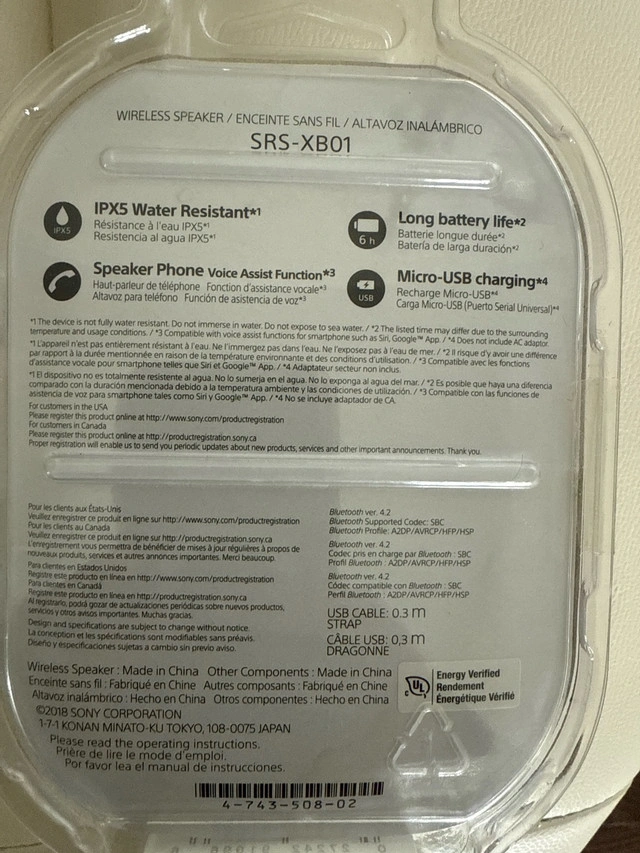 WIRELESS SPEAKER / ENCEINTE SANS FIL / ALTAVOZ INALÁMBRICO
SRS-XB01
IPX5
IPX5 Water Resistant*1
Résistance à l'eau IPX5*1
Resistencia al agua IPX5*1
6 h
Long battery life*2
Batterie longue durée*2
Batería de larga duración*2
Speaker Phone Voice Assist Function*3
Haut-parleur de téléphone Fonction d'assistance vocale*3
Altavoz para teléfono Función de asistencia de voz*3
USB
Micro-USB charging*4
Recharge Micro-USB*4
Carga Micro-USB (Puerto Serial Universal)*4
*1 The device is not fully water resistant. Do not immerse in water. Do not expose to sea water. / *2 The listed time may differ due to the surrounding
temperature and usage conditions. / *3 Compatible with voice assist functions for smartphone such as Siri, Google™ App. / *4 Does not include AC adaptor.
*1 L'appareil n'est pas entièrement résistant à l'eau. Ne l'immergez pas dans l'eau. Ne l'exposez pas à l'eau de mer. / *2 Il risque d'y avoir une différence
par rapport à la durée mentionnée en raison de la température environnante et des conditions d'utilisation. / *3 Compatible avec les fonctions
d'assistance vocale pour smartphone telles que Siri et Google™ App. / *4 Adaptateur secteur non inclus.
*1 El dispositivo no es totalmente resistente al agua. No lo sumerja en el agua. No lo exponga al agua del mar. / *2 Es posible que haya una diferencia
comparado con la duración mencionada debido a la temperatura ambiente y las condiciones de utilización. / *3 Compatible con las funciones de
asistencia de voz para smartphone tales como Siri y Google™ App. / *4 No se incluye adaptador de CA.
For customers in the USA
Please register this product online at http://www.sony.com/productregistration
For customers in Canada
Please register this product online at http://productregistration.sony.ca
Proper registration will enable us to send you periodic updates about new products, services and other important announcements. Thank you.
Pour les clients aux États-Unis
Veuillez enregistrer ce produit en ligne sur http://www.sony.com/productregistration
Pour les clients au Canada
Veuillez enregistrer ce produit en ligne sur http://productregistration.sony.ca
L'enregistrement vous permettra de bénéficier de mises à jour régulières à propos de
nouveaux produits, services et autres annonces importantes. Merci beaucoup.
Para clientes en Estados Unidos
Registre este producto en línea en http://www.sony.com/productregistration
Para clientes en Canadá
Registre este producto en línea en http://productregistration.sony.ca
Al registrarlo, podrá gozar de actualizaciones periódicas sobre nuevos productos,
servicios y otros avisos importantes. Muchas gracias.
Design and specifications are subject to change without notice.
La conception et les spécifications sont modifiables sans préavis.
Diseño y especificaciones sujetas a cambio sin previo aviso.
Bluetooth ver. 4.2
Bluetooth Supported Codec: SBC
Bluetooth Profile: A2DP/AVRCP/HFP/HSP
Bluetooth ver. 4.2
Codec pris en charge par Bluetooth : SBC
Profil Bluetooth : A2DP/AVRCP/HFP/HSP
Bluetooth ver. 4.2
Códec compatible con Bluetooth : SBC
Perfil Bluetooth : A2DP/AVRCP/HFP/HSP
USB CABLE: 0.3 m
STRAP
CÂBLE USB: 0,3 m
DRAGONNE
Wireless Speaker : Made in China Other Components : Made in China
Enceinte sans fil : Fabriqué en Chine Autres composants : Fabriqué en Chine
Altavoz inalámbrico : Hecho en China Otros componentes : Hecho en China
c UL US
Energy Verified
Rendement
Énergétique Vérifié
©2018 SONY CORPORATION
1-7-1 KONAN MINATO-KU TOKYO, 108-0075 JAPAN
Please read the operating instructions.
Prière de lire le mode d'emploi.
Por favor lea el manual de instrucciones.
4-743-508-02